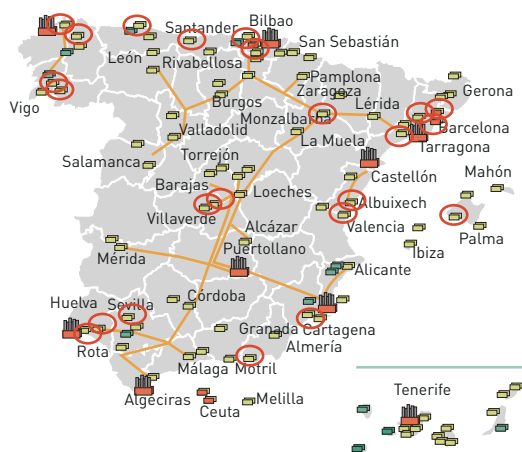 Santander
Bilbao
San Sebastián
León
Rivabellosa
Pamplona
Zaragoza
Gerona
Vigo
Burgos
Monzalbarba
Lérida
Valladolid
La Muela
Barcelona
Tarragona
Salamanca
Torrejón
Castellón
Mahón
Barajas
Loeches
Albuixech
Villaverde
Valencia
Palma
Alcázar
Ibiza
Mérida
Puertollano
Alicante
Huelva
Sevilla
Córdoba
Granada
Cartagena
Rota
Almería
Málaga
Motril
Algeciras
Ceuta
Melilla
Tenerife